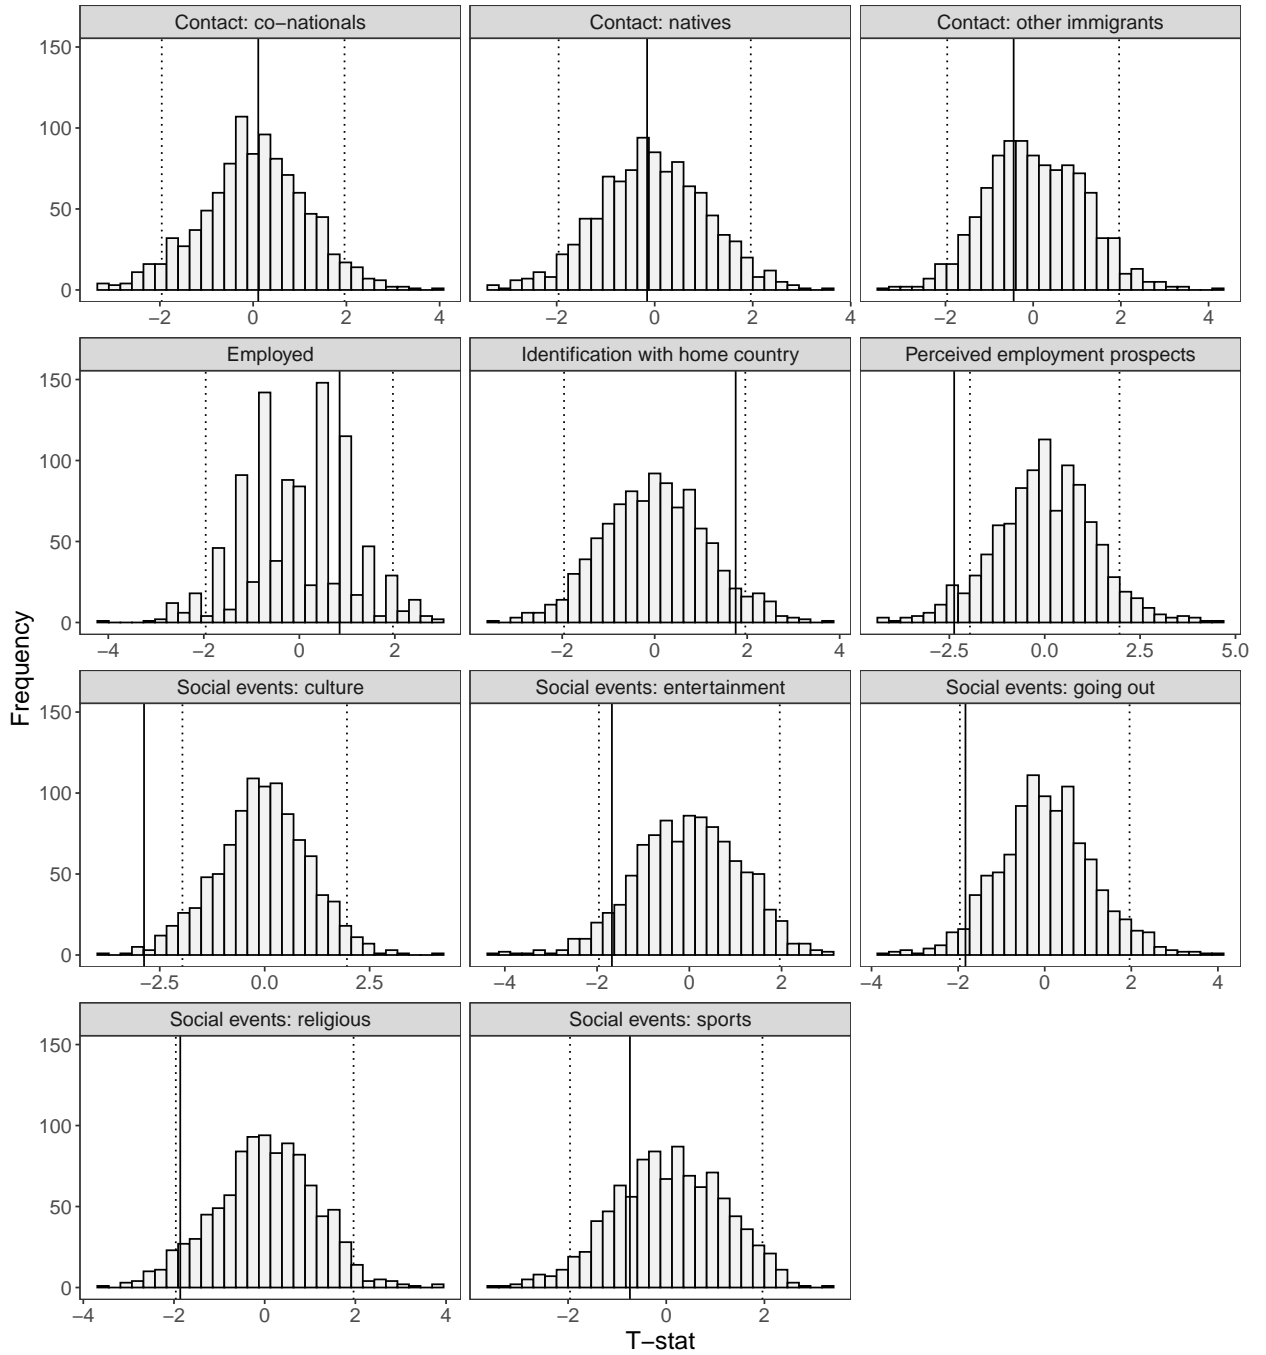 Contact: co−nationals Contact: natives Contact: other immigrants
150
100
50
0
−2 0 2 4 −2 0 2 4 −2 0 2 4
Employed Identification with home country Perceived employment prospects
150
100
50
0
−4 −2 0 2 −2 0 2 4 −2.5 0.0 2.5 5.0
Frequency
Social events: culture Social events: entertainment Social events: going out
150
100
50
0
−2.5 0.0 2.5 −4 −2 0 2 −4 −2 0 2 4
Social events: religious Social events: sports
150
100
50
0
−4 −2 0 2 4 −2 0 2
T−stat